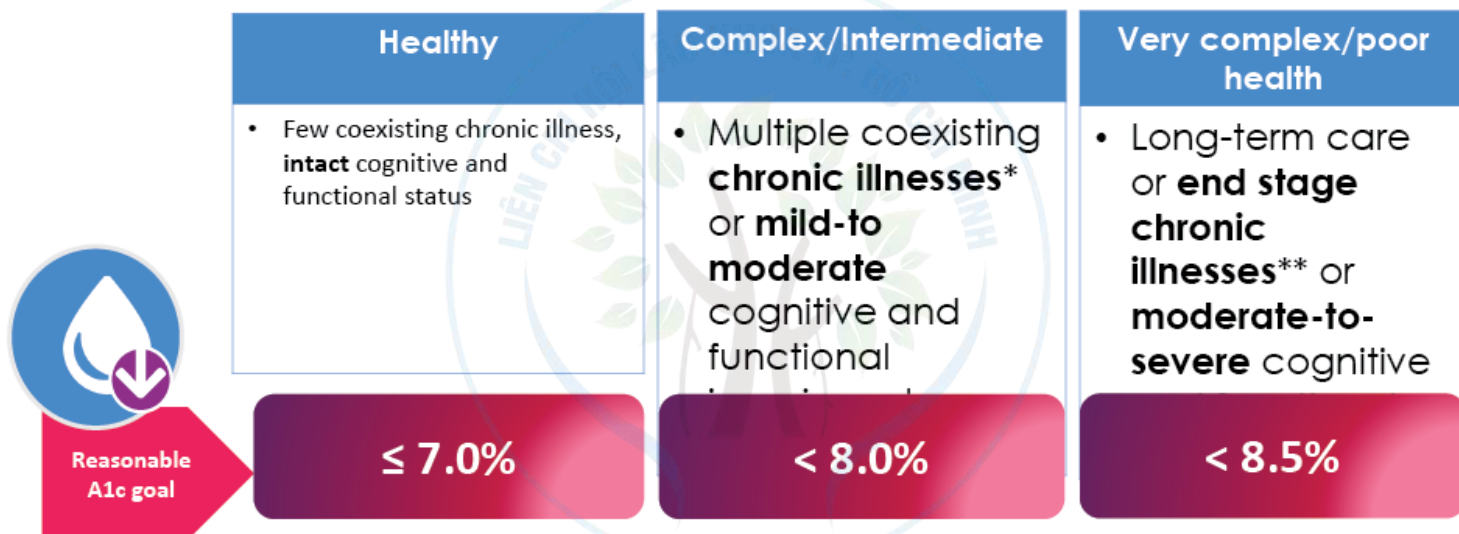 Healthy
• Few coexisting chronic illness,
intact cognitive and
functional status
Complex/Intermediate
• Multiple coexisting
chronic illnesses*
or mild-to
moderate
cognitive and
functional
Very complex/poor
health
• Long-term care
or end stage
chronic
illnesses** or
moderate-to-
severe cognitive
Reasonable
A1c goal
≤ 7.0%
< 8.0%
< 8.5%